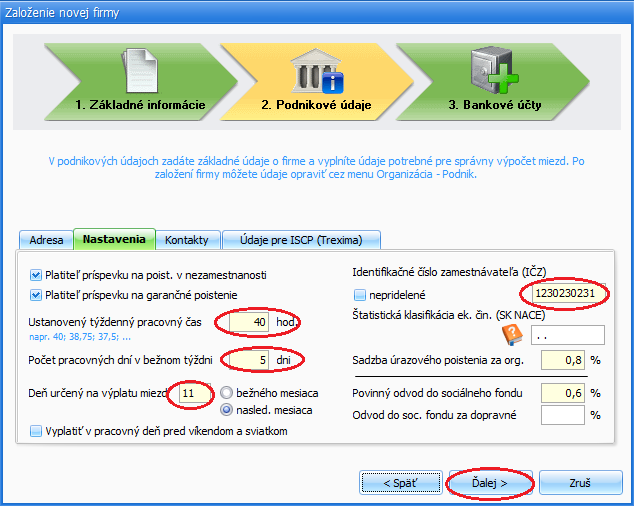 Založenie novej firmy
1. Základné informácie
2. Podnikové údaje
3. Bankové účty
V podnikových údajoch zadáte základné údaje o firme a vyplníte údaje potrebné pre správny výpočet miezd. Po
založení firmy môžete údaje opraviť cez menu Organizácia - Podnik.
Adresa
Nastavenia
Kontakty
Údaje pre ISCP (Trexima)
Platiteľ príspevku na poist. v nezamestnanosti
Platiteľ príspevku na garančné poistenie
Ustanovený týždenný pracovný čas 40 hod.
napr. 40; 38,75; 37,5; ...
Počet pracovných dní v bežnom týždni 5 dni
Deň určený na výplatu miezd 11 bežného mesiaca
nasled. mesiaca
Vyplatiť v pracovný deň pred víkendom a sviatkom
Identifikačné číslo zamestnávateľa (IČZ)
nepridelené 1230230231
Štatistická klasifikácia ek. čin. (SK NACE)
. .
Sadzba úrazového poistenia za org. 0,8 %
Povinný odvod do sociálneho fondu 0,6 %
Odvod do soc. fondu za dopravné %
< Späť
Ďalej >
Zruš